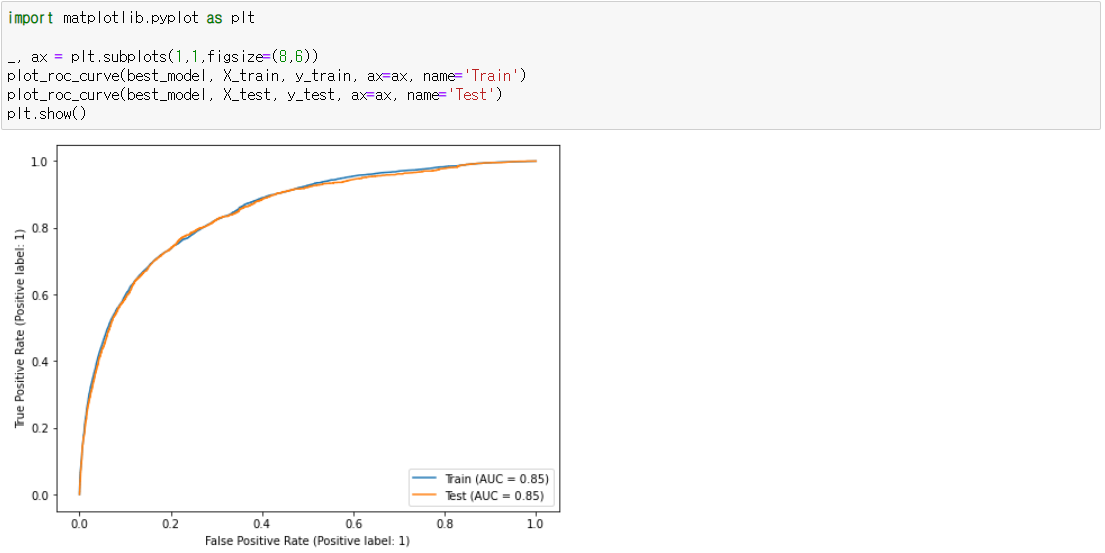 import matplotlib.pyplot as plt
_, ax = plt.subplots(1,1,figsize=(8,6))
plot_roc_curve(best_model, X_train, y_train, ax=ax, name='Train')
plot_roc_curve(best_model, X_test, y_test, ax=ax, name='Test')
plt.show()
1.0
0.8
0.6
0.4
0.2
0.0
True Positive Rate (Positive label: 1)
Train (AUC = 0.85)
Test (AUC = 0.85)
0.0 0.2 0.4 0.6 0.8 1.0
False Positive Rate (Positive label: 1)